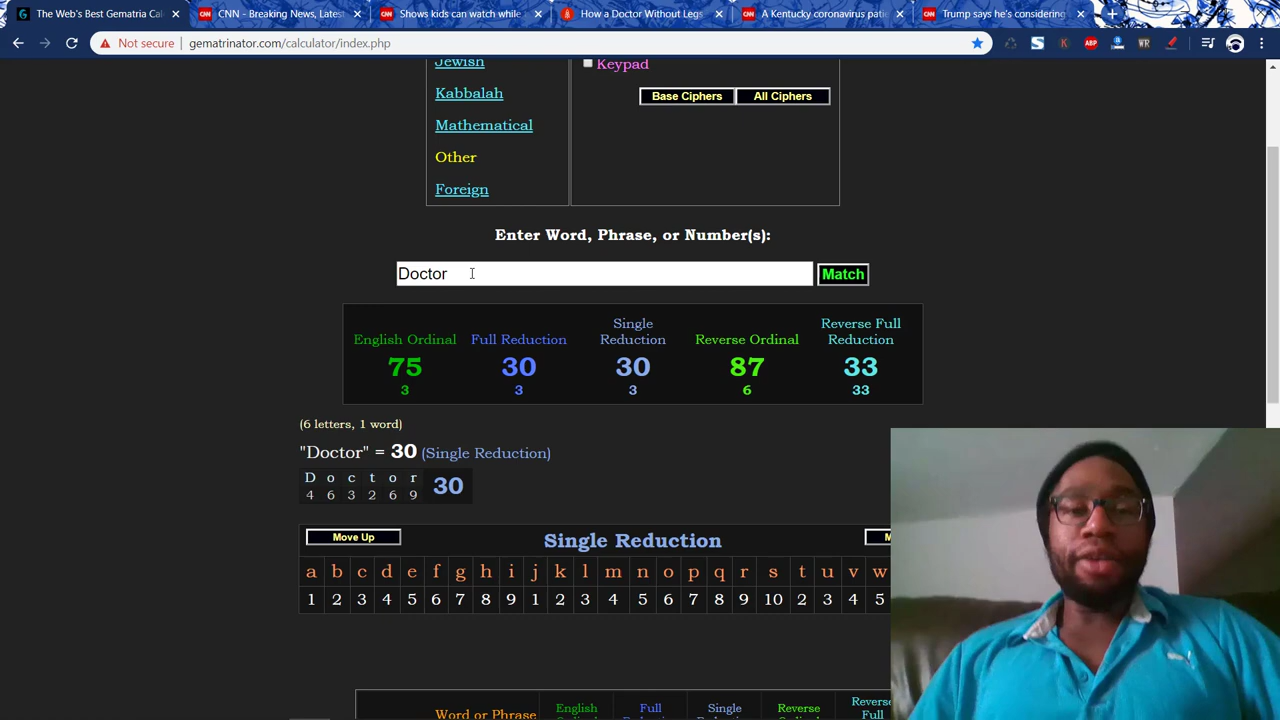 The Web's Best Gematria Cal
CNN - Breaking News, Latest
Shows kids can watch while
How a Doctor Without Legs
A Kentucky coronavirus patie
Trump says he's considering
Not secure gematrinator.com/calculator/index.php
Jewish
Keypad
Kabbalah
Base Ciphers All Ciphers
Mathematical
Other
Foreign
Enter Word, Phrase, or Number(s):
Doctor Match
English Ordinal Full Reduction Single Reduction Reverse Ordinal Reverse Full Reduction
75 30 30 87 33
3 3 3 6 33
(6 letters, 1 word)
"Doctor" = 30 (Single Reduction)
D o c t o r
4 6 3 2 6 9 30
Move Up Single Reduction
a b c d e f g h i j k l m n o p q r s t u v w
1 2 3 4 5 6 7 8 9 1 2 3 4 5 6 7 8 9 10 2 3 4 5
Word or Phrase English Full Single Reverse Reverse Full